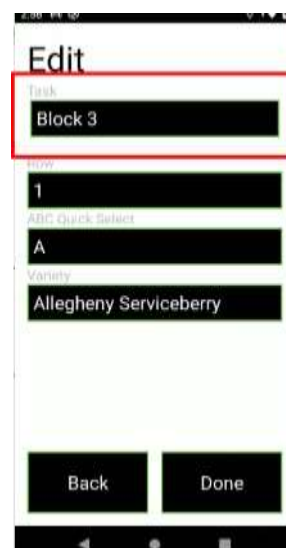 Edit
Task
Block 3
Row
1
ABC Quick Select
A
Variety
Allegheny Serviceberry
Back
Done